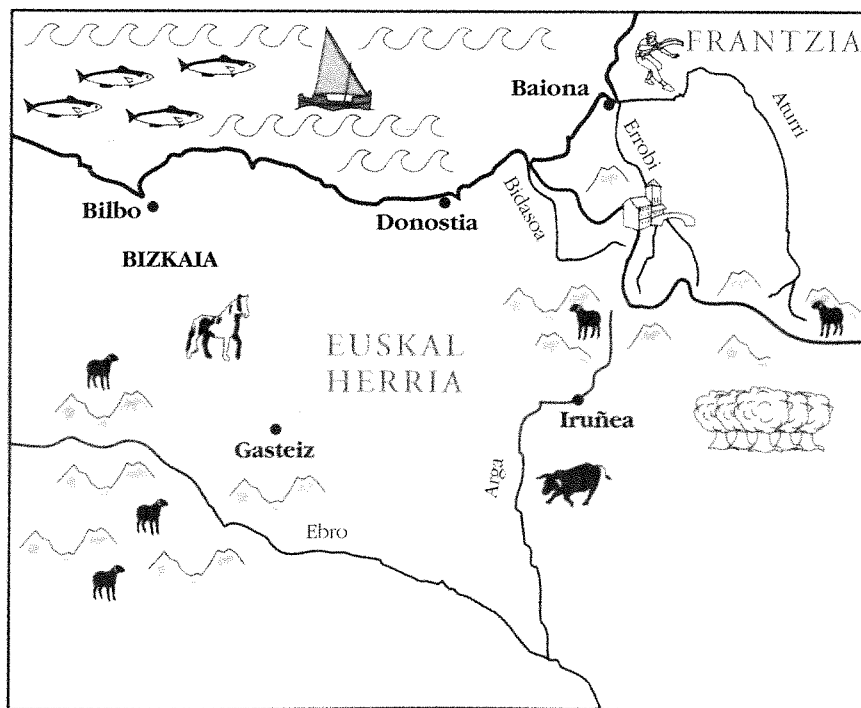 FRANTZIA
Baiona
Aturri
Errobi
Bidasoa
Bilbo
Donostia
BIZKAIA
EUSKAL
HERRIA
Iruñea
Gasteiz
Arga
Ebro